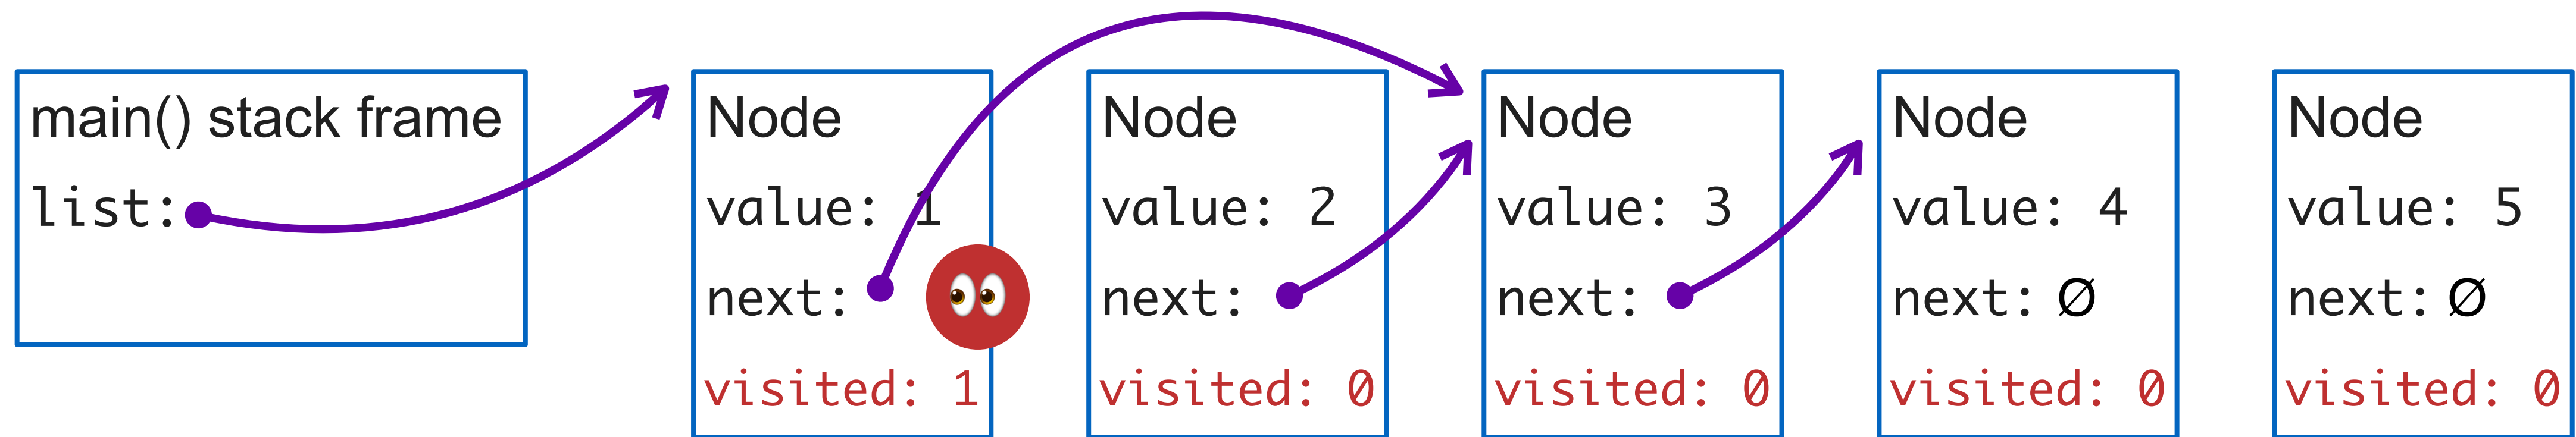 main() stack frame
list:
Node
value: 1
next:
visited: 1
Node
value: 2
next:
visited: 0
Node
value: 3
next:
visited: 0
Node
value: 4
next: Ø
visited: 0
Node
value: 5
next: Ø
visited: 0